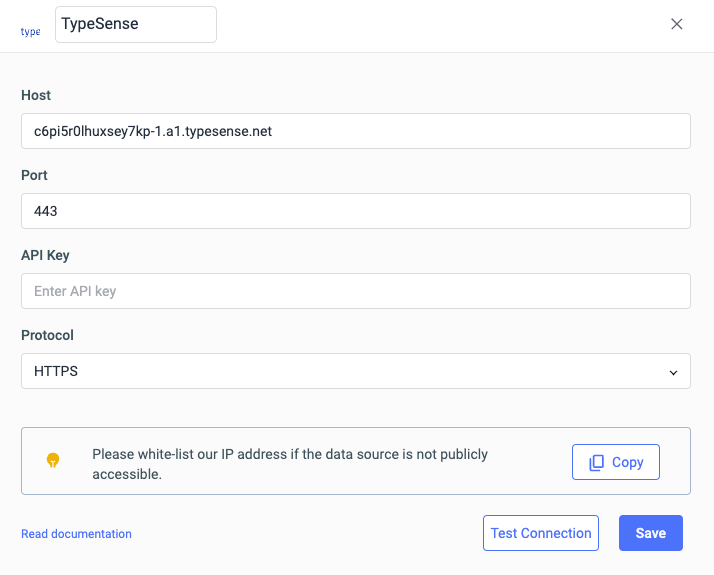 type
TypeSense
Host
c6pi5r0lhuxsey7kp-1.a1.typesense.net
Port
443
API Key
Enter API key
Protocol
HTTPS
Please white-list our IP address if the data source is not publicly
accessible.
Copy
Read documentation
Test Connection
Save